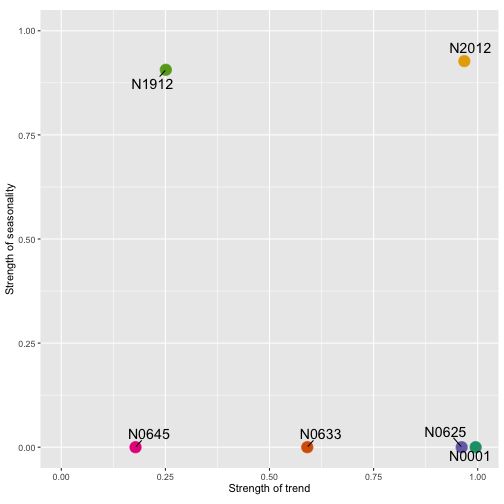 1.00
0.75
0.50
0.25
0.00
Strength of seasonality
N2012
N1912
N0645
N0633
N0625
N0001
0.00 0.25 0.50 0.75 1.00
Strength of trend